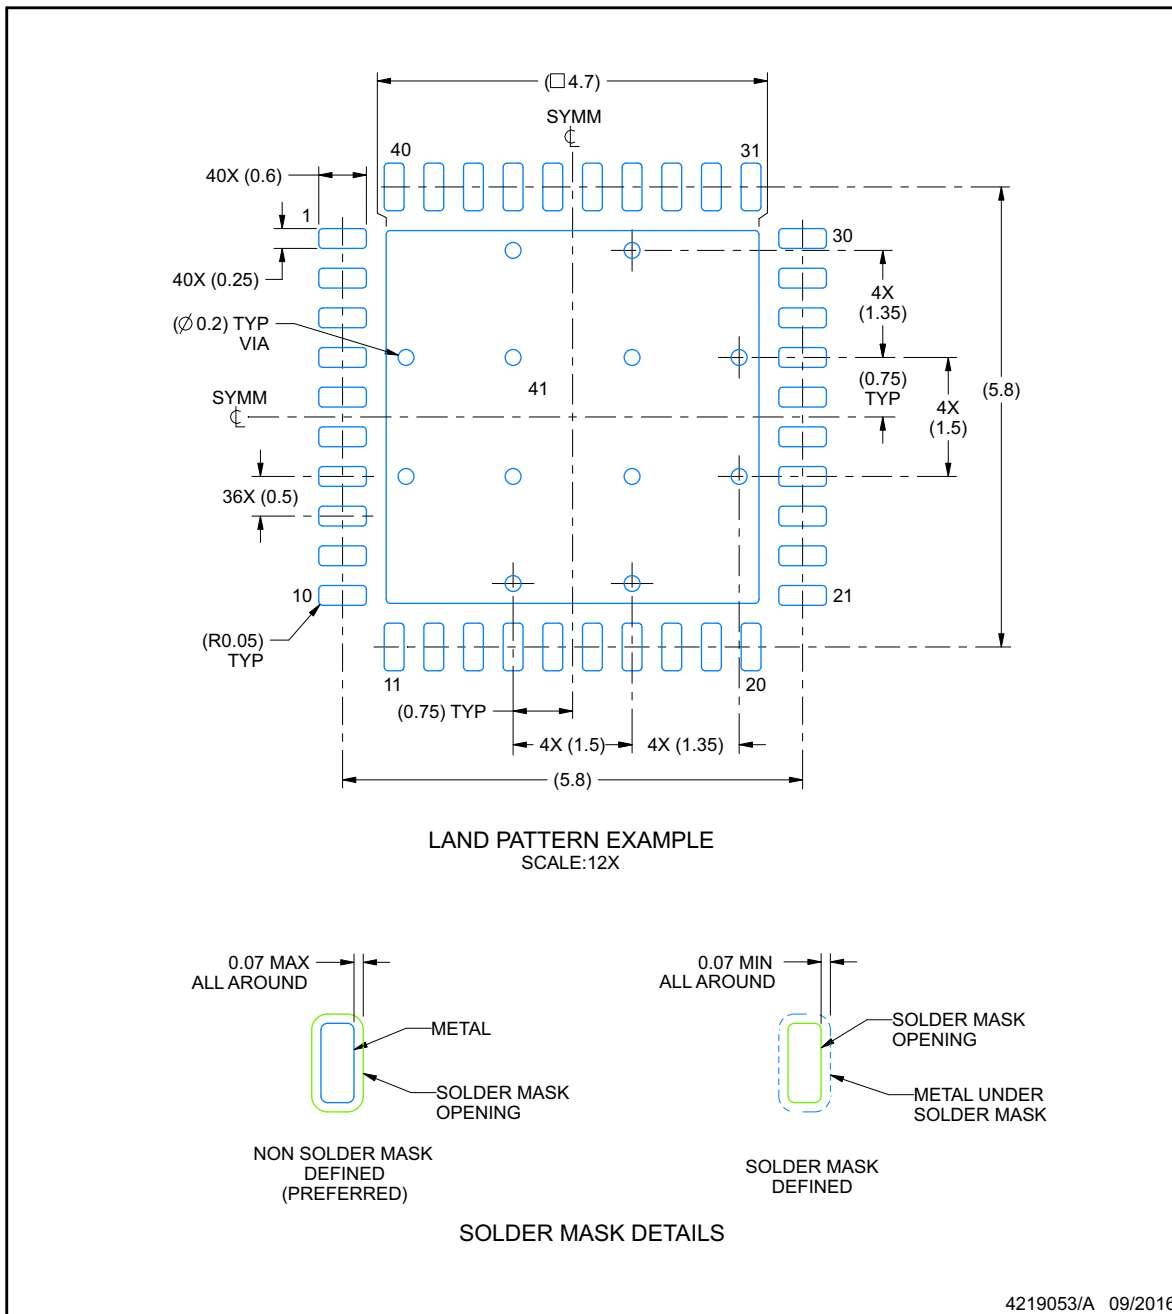 (□4.7)
SYMM
℄
40
31
40X (0.6)
1
30
40X (0.25)
4X
(1.35)
(∅0.2) TYP
VIA
(0.75)
TYP
(5.8)
41
SYMM
℄
4X
(1.5)
36X (0.5)
10
21
(R0.05)
TYP
11
20
(0.75) TYP
4X (1.5)
4X (1.35)
(5.8)
LAND PATTERN EXAMPLE
SCALE:12X
0.07 MAX
ALL AROUND
METAL
SOLDER MASK
OPENING
NON SOLDER MASK
DEFINED
(PREFERRED)
0.07 MIN
ALL AROUND
SOLDER MASK
OPENING
METAL UNDER
SOLDER MASK
SOLDER MASK
DEFINED
SOLDER MASK DETAILS
4219053/A 09/2016